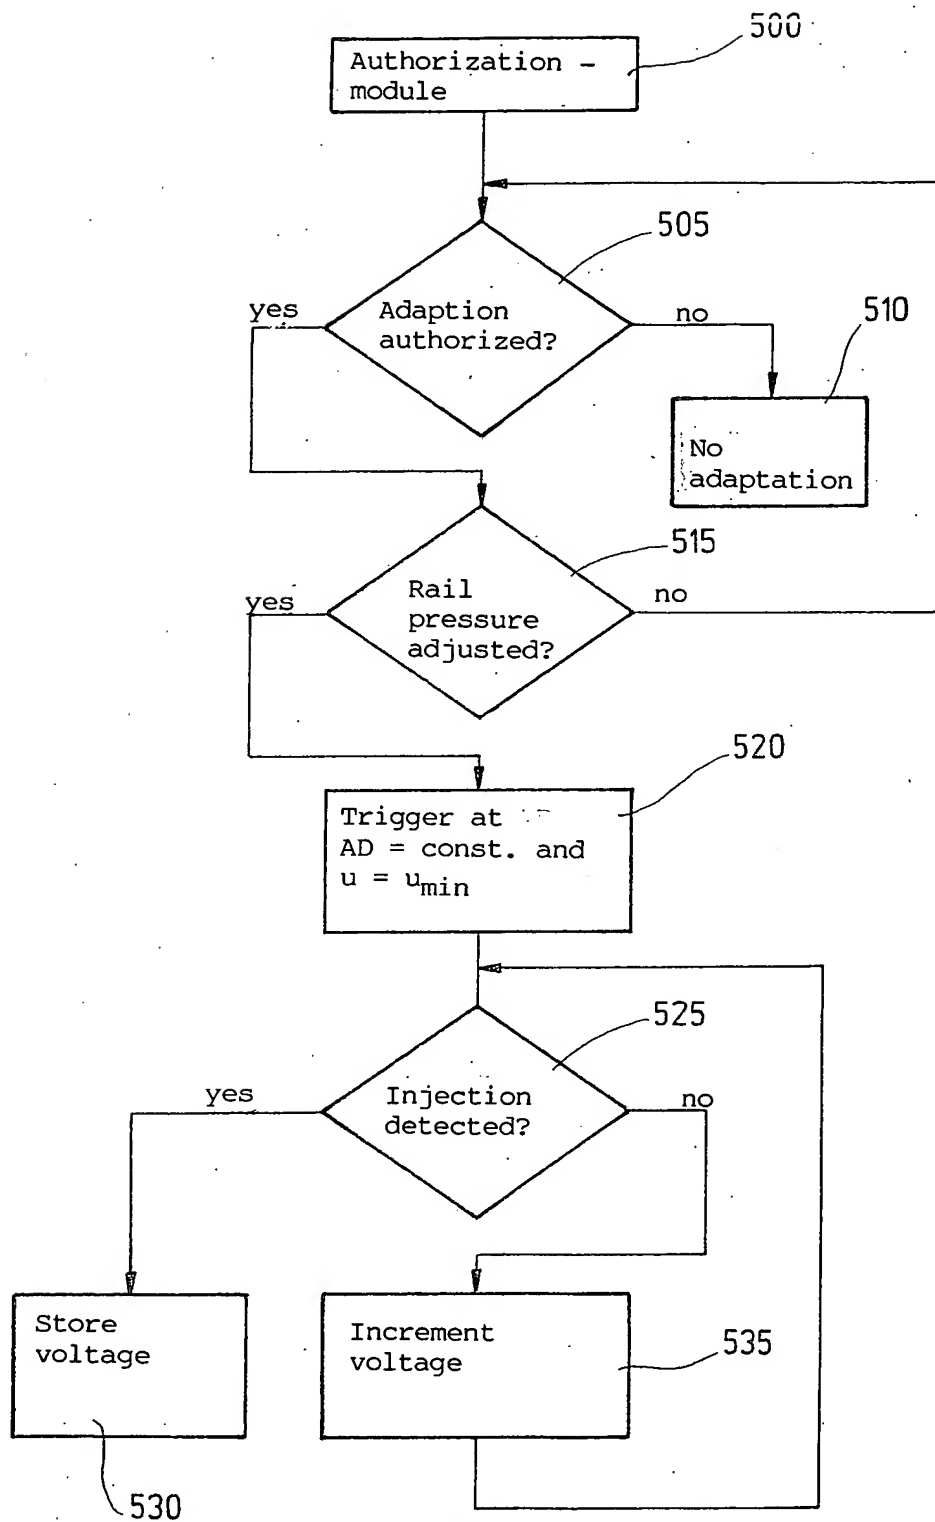 500
Authorization -
module
505
yes
Adaption
authorized?
no
510
No
adaptation
515
yes
Rail
pressure
adjusted?
no
520
Trigger at
AD = const. and
u = umin
525
yes
Injection
detected?
no
Store
voltage
Increment
voltage
535
530